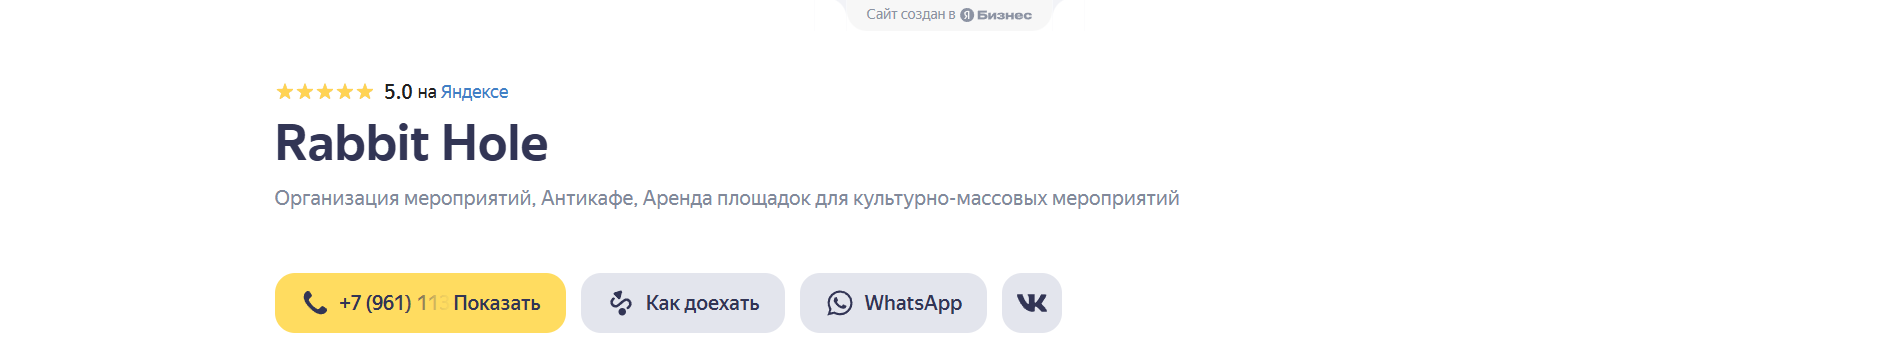 Сайт создан в Я Бизнес
5.0 на Яндексе
Rabbit Hole
Организация мероприятий, Антикафе, Аренда площадок для культурно-массовых мероприятий
+7 (961) 113 Показать
Как доехать
WhatsApp